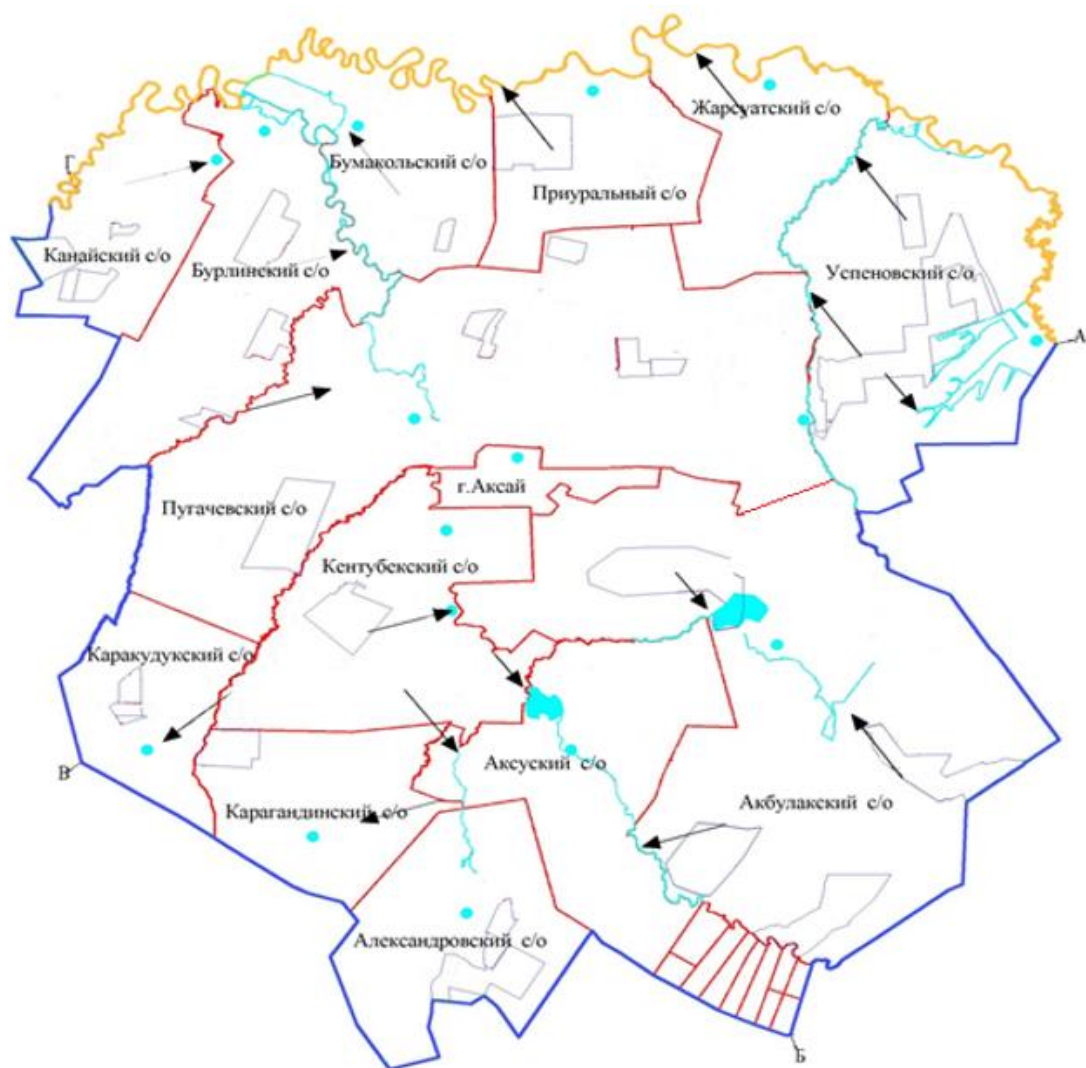 Жарсуатский с/о
Г
Бумакольский с/о
Приуральный с/о
Канайский с/о
Бурлинский с/о
Успеновский с/о
А
г.Аксай
Пугачевский с/о
Кентубекский с/о
Каракудукский с/о
В
Аксуский с/о
Карагандинский с/о
Акбулакский с/о
Александровский с/о
Б